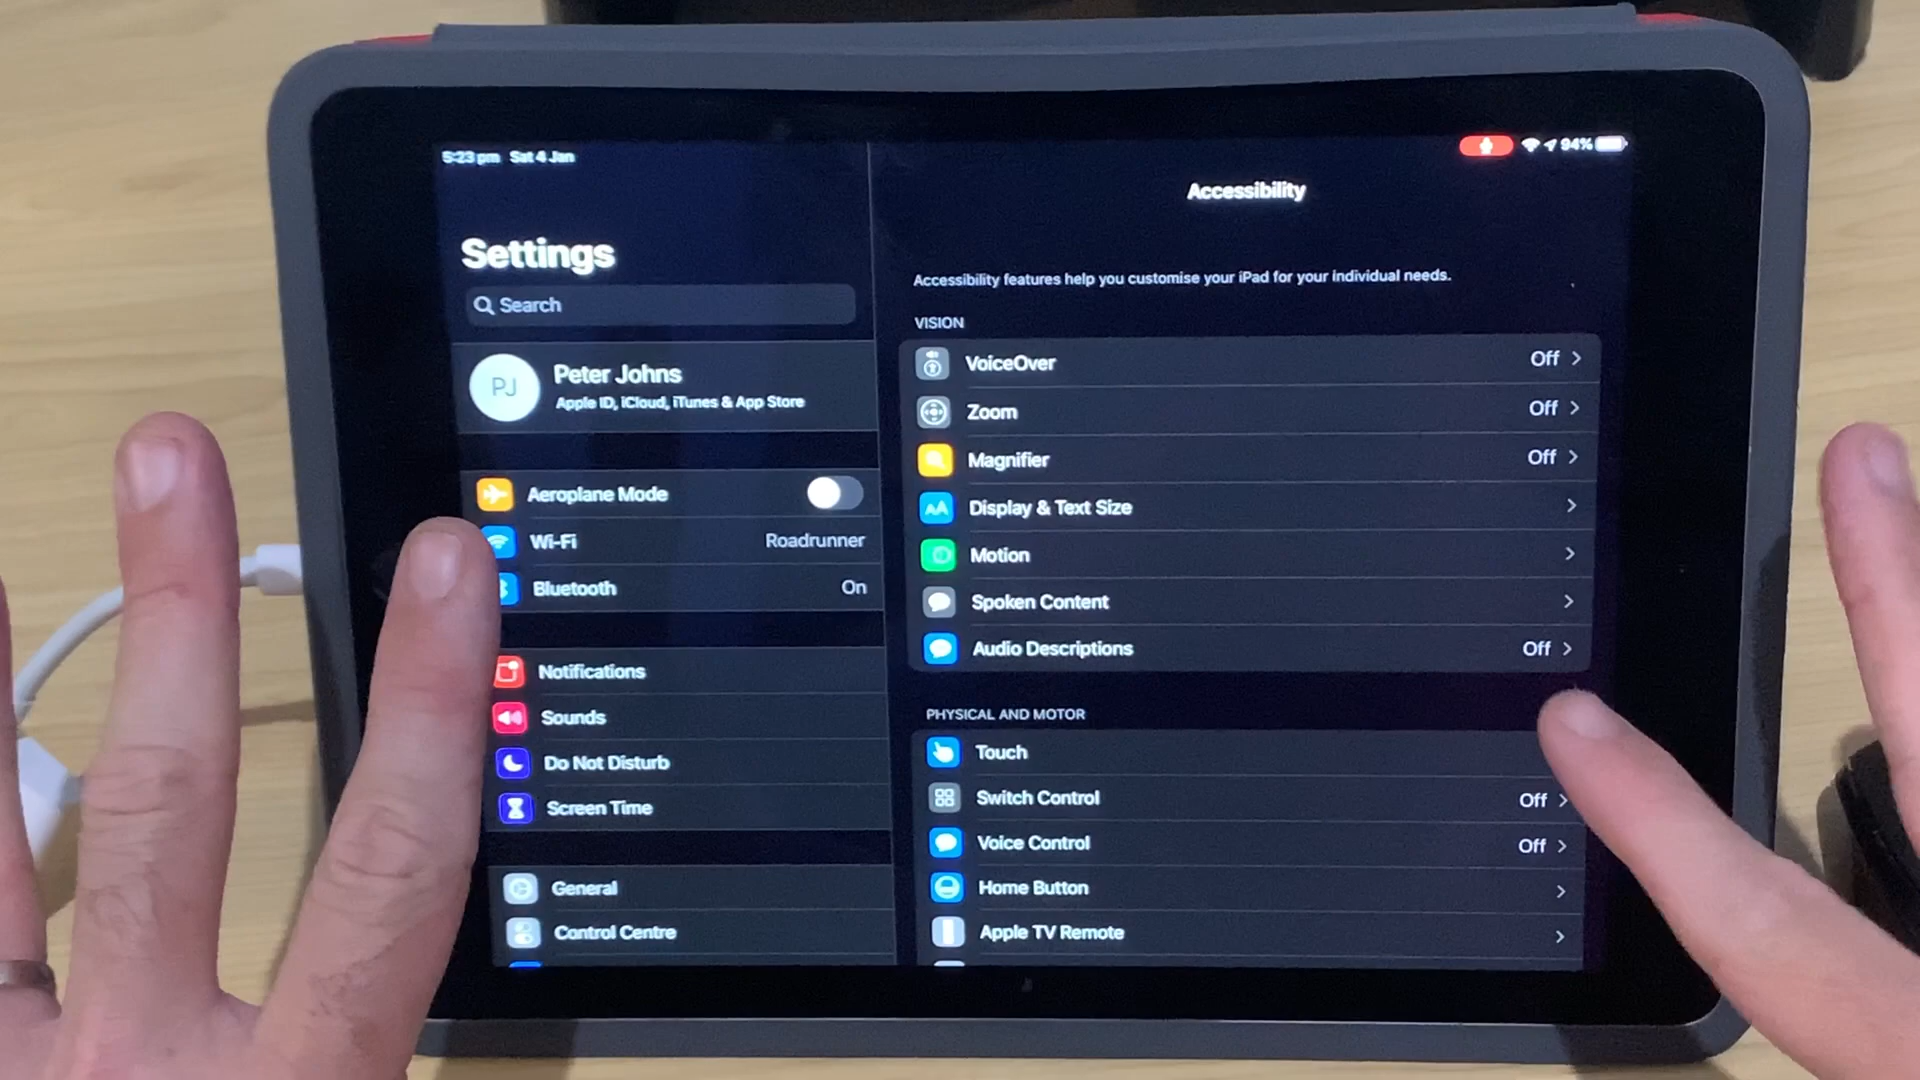 5:23 pm Sat 4 Jan
94%
Settings
Search
PJ
Peter Johns
Apple ID, iCloud, iTunes & App Store
Aeroplane Mode
Wi-Fi Roadrunner
Bluetooth On
Notifications
Sounds
Do Not Disturb
Screen Time
General
Control Centre
Accessibility
Accessibility features help you customise your iPad for your individual needs.
VISION
VoiceOver Off
Zoom Off
Magnifier Off
AA Display & Text Size
Motion
Spoken Content
Audio Descriptions Off
PHYSICAL AND MOTOR
Touch
Switch Control Off
Voice Control Off
Home Button
Apple TV Remote